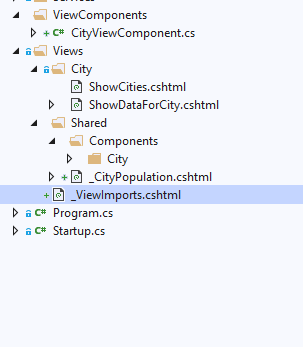 ViewComponents
C# CityViewComponent.cs
Views
City
ShowCities.cshtml
ShowDataForCity.cshtml
Shared
Components
City
_CityPopulation.cshtml
_ViewImports.cshtml
C# Program.cs
C# Startup.cs